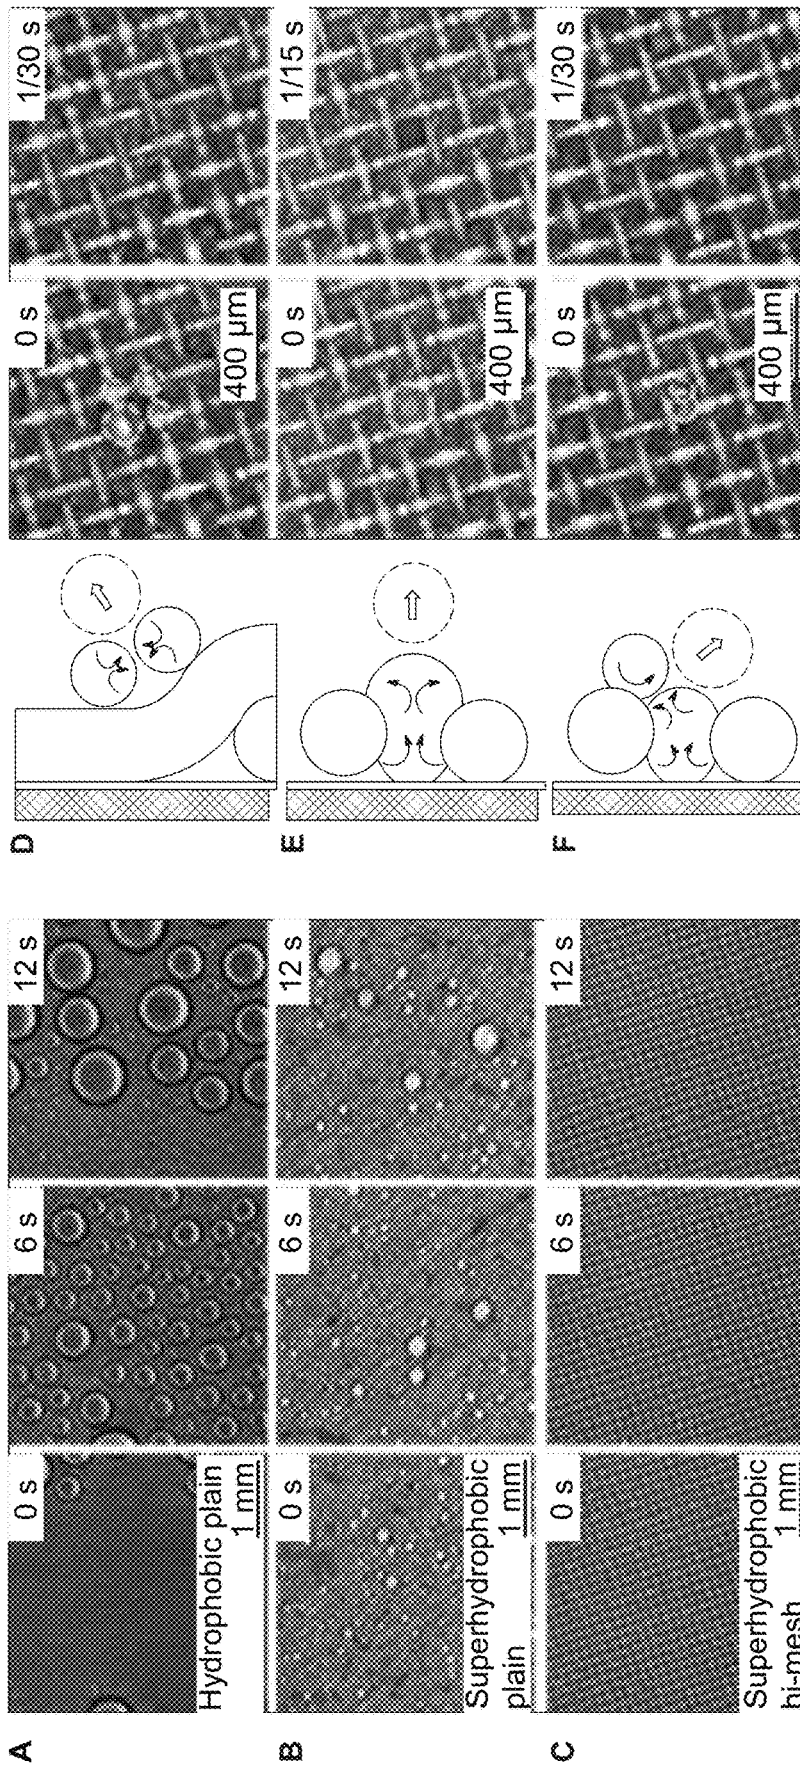 A
0 s
6 s
12 s
Hydrophobic plain
1 mm
B
0 s
6 s
12 s
Superhydrophobic
plain
1 mm
C
0 s
6 s
12 s
Superhydrophobic
hi-mesh
1 mm
D
0 s
1/30 s
400 µm
E
0 s
1/15 s
400 µm
F
0 s
1/30 s
400 µm